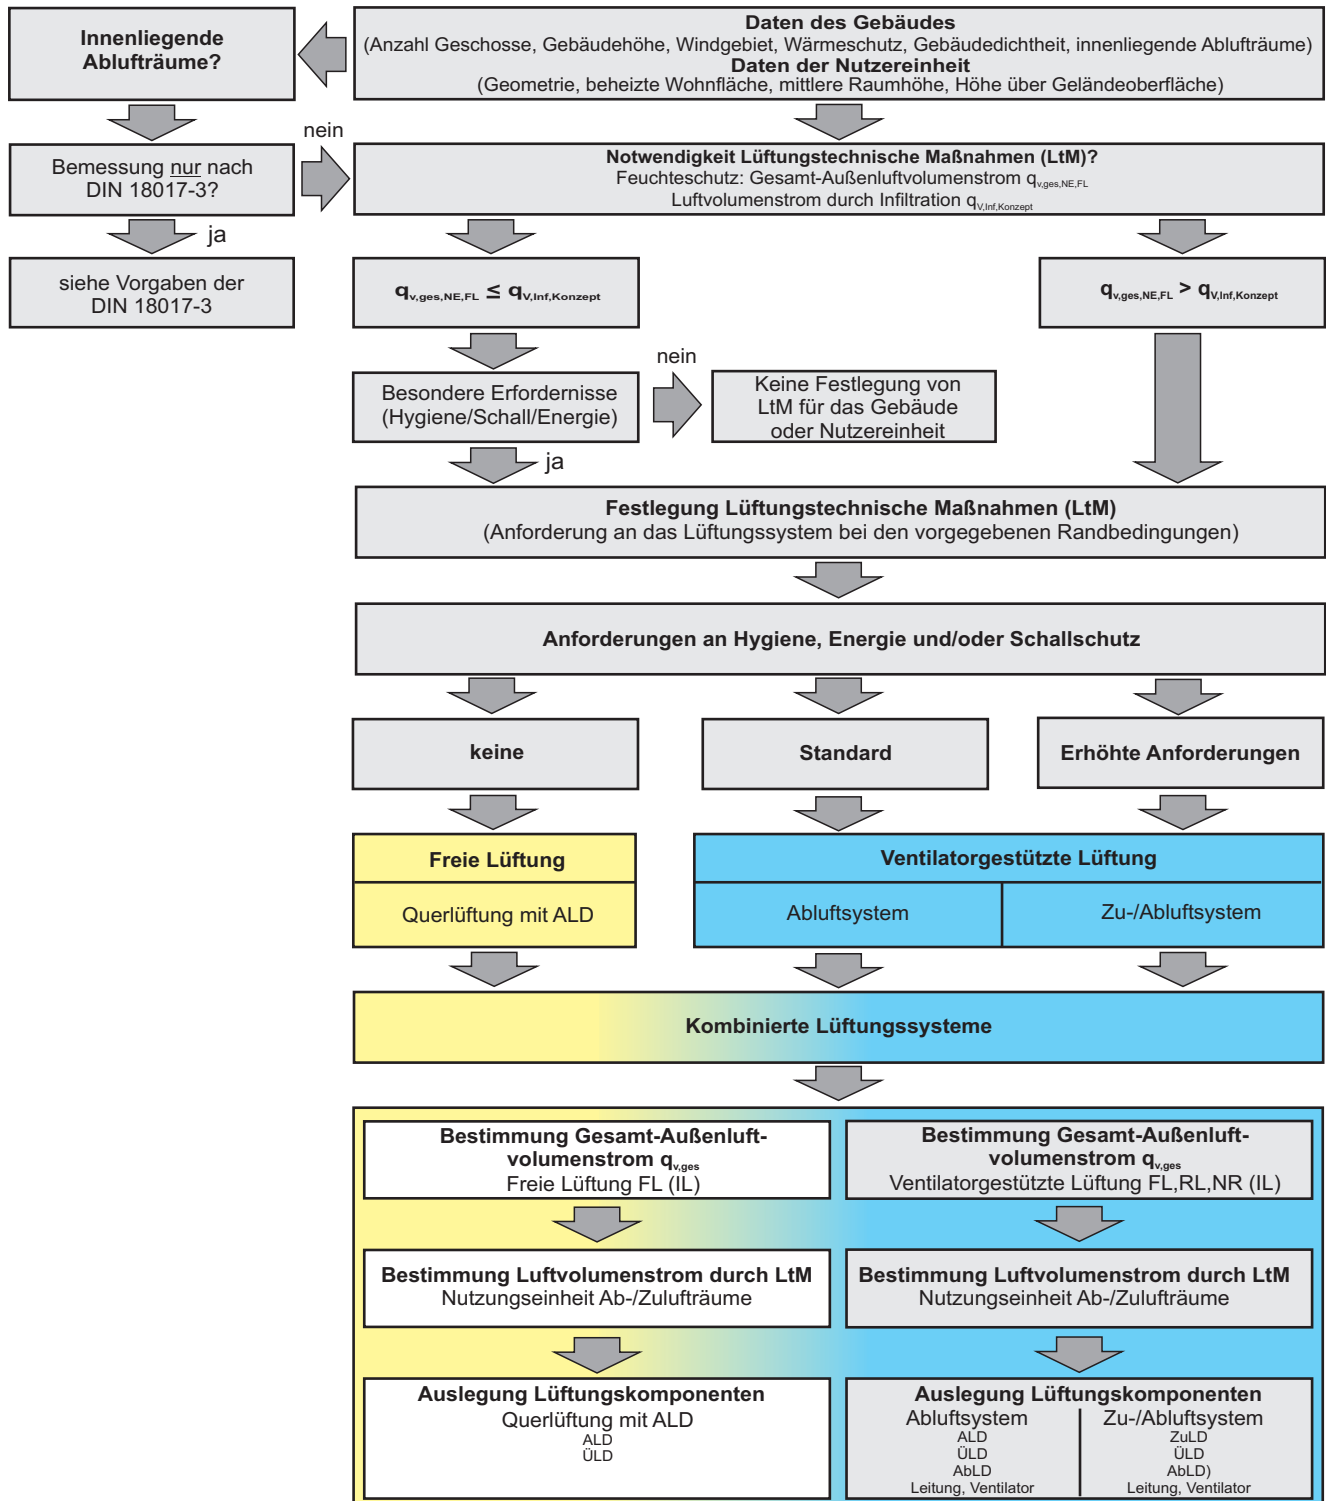 Innenliegende
Ablufträume?
Daten des Gebäudes
(Anzahl Geschosse, Gebäudehöhe, Windgebiet, Wärmeschutz, Gebäudedichtheit, innenliegende Ablufträume)
Daten der Nutzereinheit
(Geometrie, beheizte Wohnfläche, mittlere Raumhöhe, Höhe über Geländeoberfläche)
nein
Bemessung nur nach
DIN 18017-3?
Notwendigkeit Lüftungstechnische Maßnahmen (LtM)?
Feuchteschutz: Gesamt-Außenluftvolumenstrom qv,ges,NE,FL
Luftvolumenstrom durch Infiltration qV,Inf,Konzept
ja
siehe Vorgaben der
DIN 18017-3
qv,ges,NE,FL ≤ qV,Inf,Konzept
qv,ges,NE,FL > qV,Inf,Konzept
nein
Besondere Erfordernisse
(Hygiene/Schall/Energie)
Keine Festlegung von
LtM für das Gebäude
oder Nutzereinheit
ja
Festlegung Lüftungstechnische Maßnahmen (LtM)
(Anforderung an das Lüftungssystem bei den vorgegebenen Randbedingungen)
Anforderungen an Hygiene, Energie und/oder Schallschutz
keine
Standard
Erhöhte Anforderungen
Freie Lüftung
Querlüftung mit ALD
Ventilatorgestützte Lüftung
Abluftsystem
Zu-/Abluftsystem
Kombinierte Lüftungssysteme
Bestimmung Gesamt-Außenluft-
volumenstrom qv,ges
Freie Lüftung FL (IL)
Bestimmung Gesamt-Außenluft-
volumenstrom qv,ges
Ventilatorgestützte Lüftung FL,RL,NR (IL)
Bestimmung Luftvolumenstrom durch LtM
Nutzungseinheit Ab-/Zulufträume
Bestimmung Luftvolumenstrom durch LtM
Nutzungseinheit Ab-/Zulufträume
Auslegung Lüftungskomponenten
Querlüftung mit ALD
ALD
ÜLD
Auslegung Lüftungskomponenten
Abluftsystem
ALD
ÜLD
AbLD
Leitung, Ventilator
Zu-/Abluftsystem
ZuLD
ÜLD
AbLD)
Leitung, Ventilator